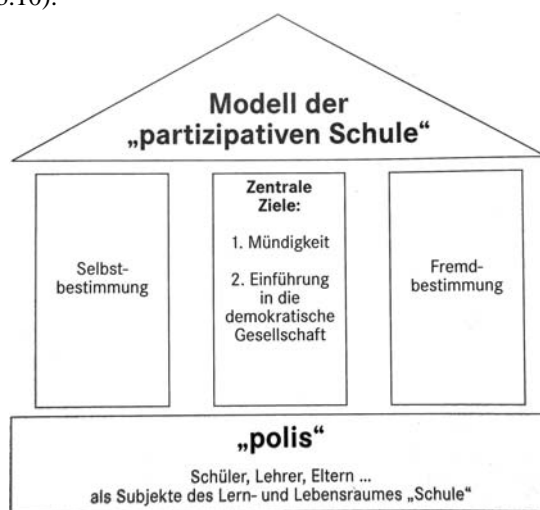 Modell der
„partizipativen Schule“
Selbst-
bestimmung
Zentrale
Ziele:
1. Mündigkeit
2. Einführung
in die
demokratische
Gesellschaft
Fremd-
bestimmung
„polis“
Schüler, Lehrer, Eltern ...
als Subjekte des Lern- und Lebensraumes „Schule“